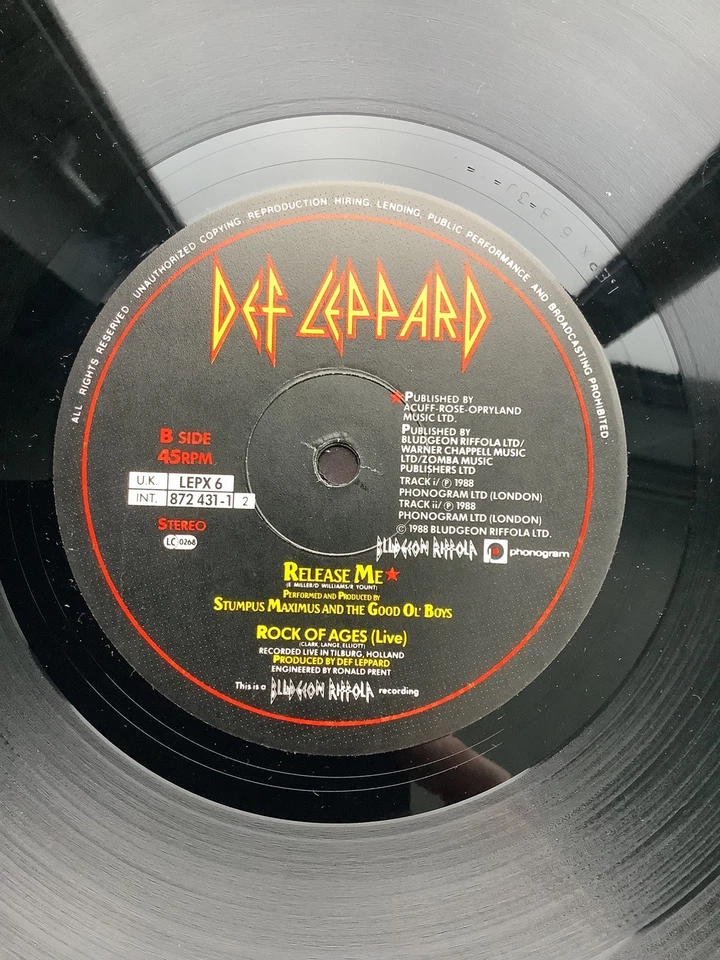 ALL RIGHTS RESERVED. UNAUTHORIZED COPYING. REPRODUCTION. HIRING. LENDING. PUBLIC PERFORMANCE AND BROADCASTING PROHIBITED.
DEF LEPPARD
B SIDE
45RPM
U.K. LEPX 6
INT. 872 431-1 2
STEREO
LC 0268
★PUBLISHED BY
ACUFF-ROSE-OPRYLAND
MUSIC LTD.
PUBLISHED BY
BLUDGEON RIFFOLA LTD/
WARNER CHAPPELL MUSIC
LTD/ZOMBA MUSIC
PUBLISHERS LTD
TRACK i/ ℗ 1988
PHONOGRAM LTD (LONDON)
TRACK ii/ ℗ 1988
PHONOGRAM LTD (LONDON)
© 1988 BLUDGEON RIFFOLA LTD.
BLUDGEON RIFFOLA phonogram
RELEASE ME★
(E MILLER/D WILLIAMS/R YOUNT)
PERFORMED AND PRODUCED BY
STUMPUS MAXIMUS AND THE GOOD OL' BOYS
ROCK OF AGES (Live)
(CLARK, LANGE, ELLIOTT)
RECORDED LIVE IN TILBURG, HOLLAND
PRODUCED BY DEF LEPPARD
ENGINEERED BY RONALD PRENT
This is a BLUDGEON RIFFOLA recording